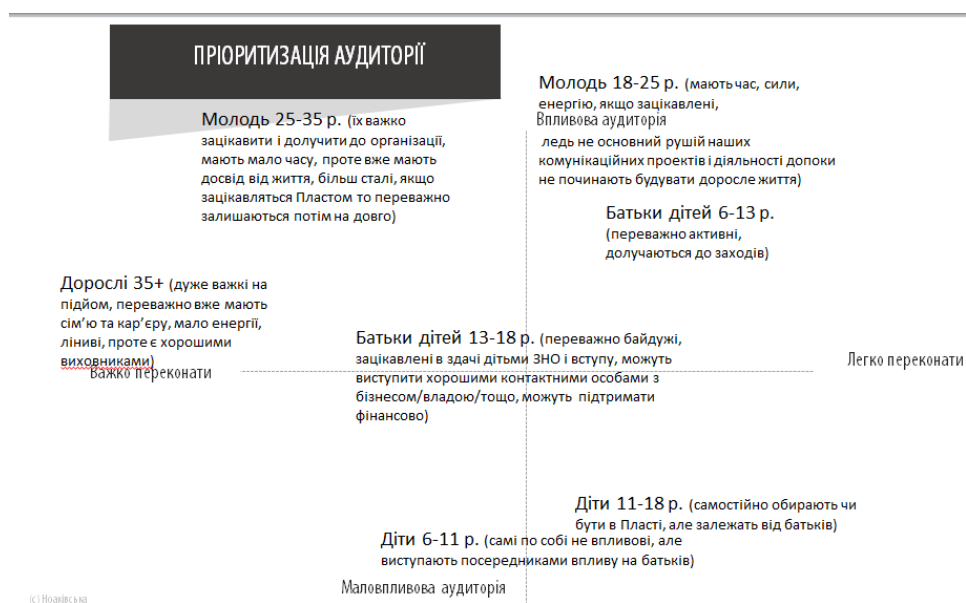 ПРІОРИТИЗАЦІЯ АУДИТОРІЇ
Молодь 18-25 р. (мають час, сили,
енергію, якщо зацікавлені,
Впливова аудиторія
ледь не основний рушій наших
комунікаційних проектів і діяльності допоки
не починають будувати доросле життя)
Молодь 25-35 р. (їх важко
зацікавити і долучити до організації,
мають мало часу, проте вже мають
досвід від життя, більш сталі, якщо
зацікавляться Пластом то переважно
залишаються потім на довго)
Батьки дітей 6-13 р.
(переважно активні,
долучаються до заходів)
Дорослі 35+ (дуже важкі на
підйом, переважно вже мають
сім’ю та кар’єру, мало енергії,
ліниві, проте є хорошими
виховниками)
Важко переконати
Батьки дітей 13-18 р. (переважно байдужі,
зацікавлені в здачі дітьми ЗНО і вступу, можуть
виступити хорошими контактними особами з
бізнесом/владою/тощо, можуть підтримати
фінансово)
Легко переконати
Діти 11-18 р. (самостійно обирають чи
бути в Пласті, але залежать від батьків)
Діти 6-11 р. (самі по собі не впливові, але
виступають посередниками впливу на батьків)
Маловпливова аудиторія
(с) Ноаківська